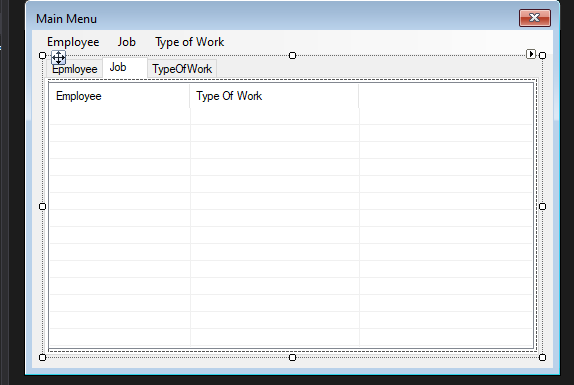 Main Menu
Employee Job Type of Work
Epmloyee Job TypeOfWork
Employee Type Of Work